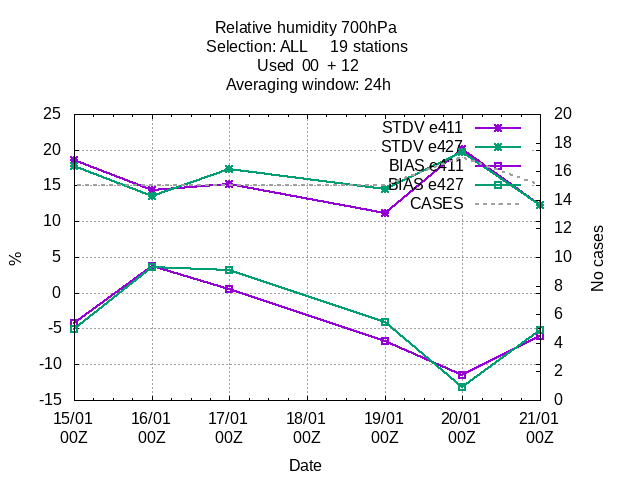 Relative humidity 700hPa
Selection: ALL     19 stations
Used  00  + 12
Averaging window: 24h
25
20
15
10
5
0
-5
-10
-15
%
STDV e411
STDV e427
BIAS e411
BIAS e427
CASES
20
18
16
14
12
10
8
6
4
2
0
No cases
15/01 16/01 17/01 18/01 19/01 20/01 21/01
00Z 00Z 00Z 00Z 00Z 00Z 00Z
Date